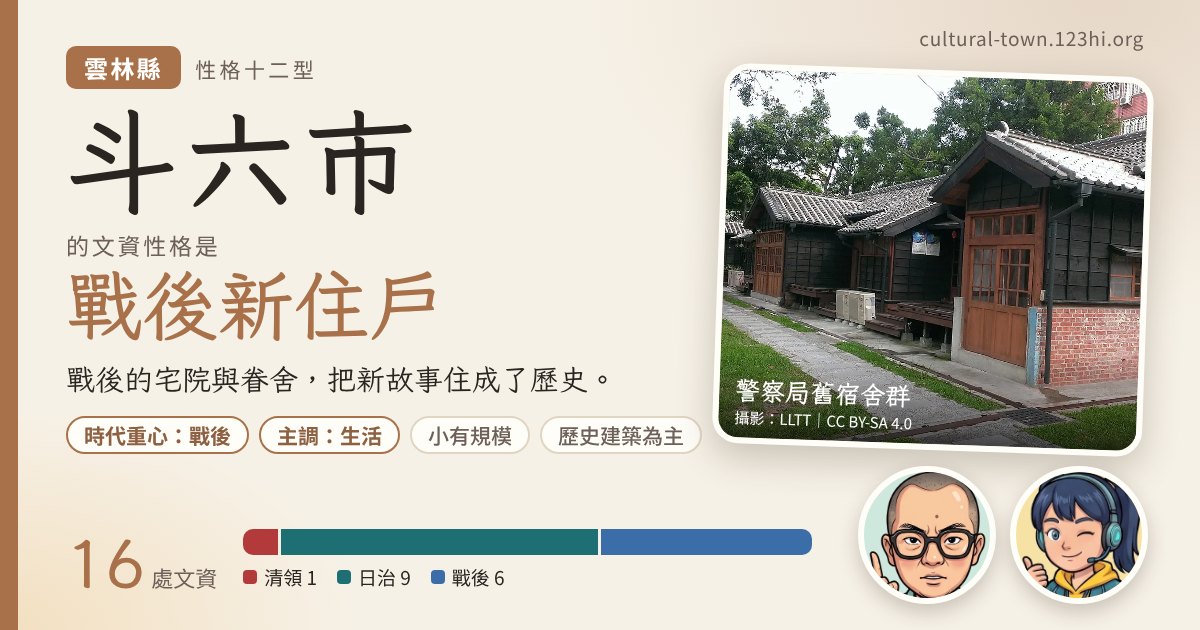 雲林縣 性格十二型
cultural-town.123hi.org
斗六市
的文資性格是
戰後新住戶
戰後的宅院與眷舍，把新故事住成了歷史。
時代重心：戰後 主調：生活 小有規模 歷史建築為主
警察局舊宿舍群
攝影：LLTT｜CC BY-SA 4.0
16 處文資
清領 1 日治 9 戰後 6